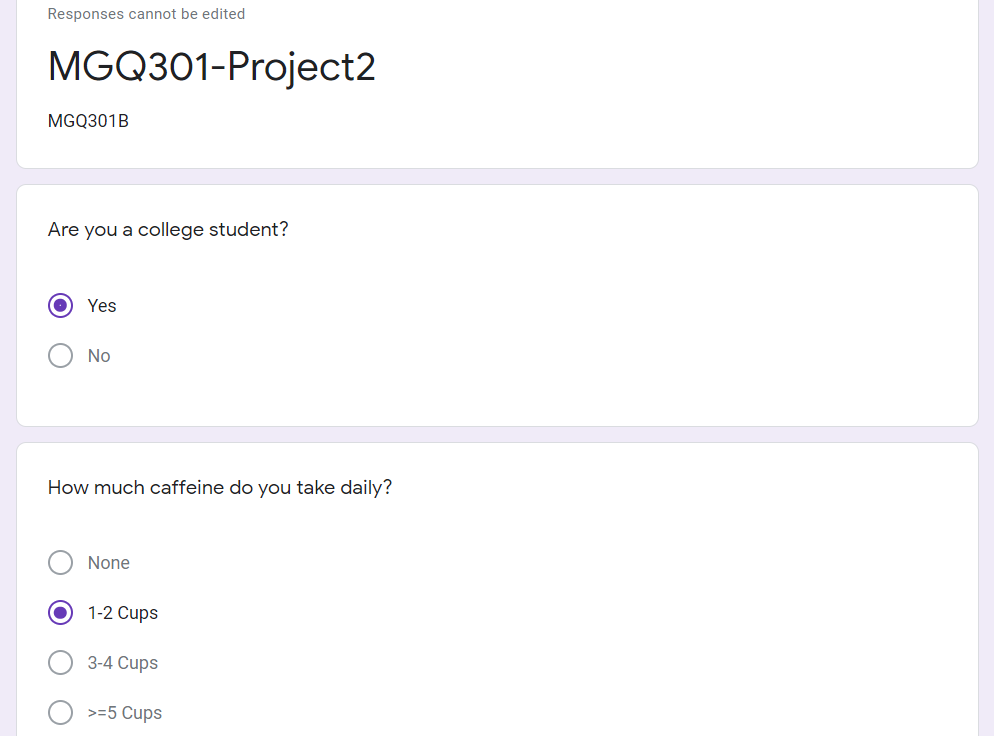 Responses cannot be edited
MGQ301-Project2
MGQ301B
Are you a college student?
Yes
No
How much caffeine do you take daily?
None
1-2 Cups
3-4 Cups
>=5 Cups